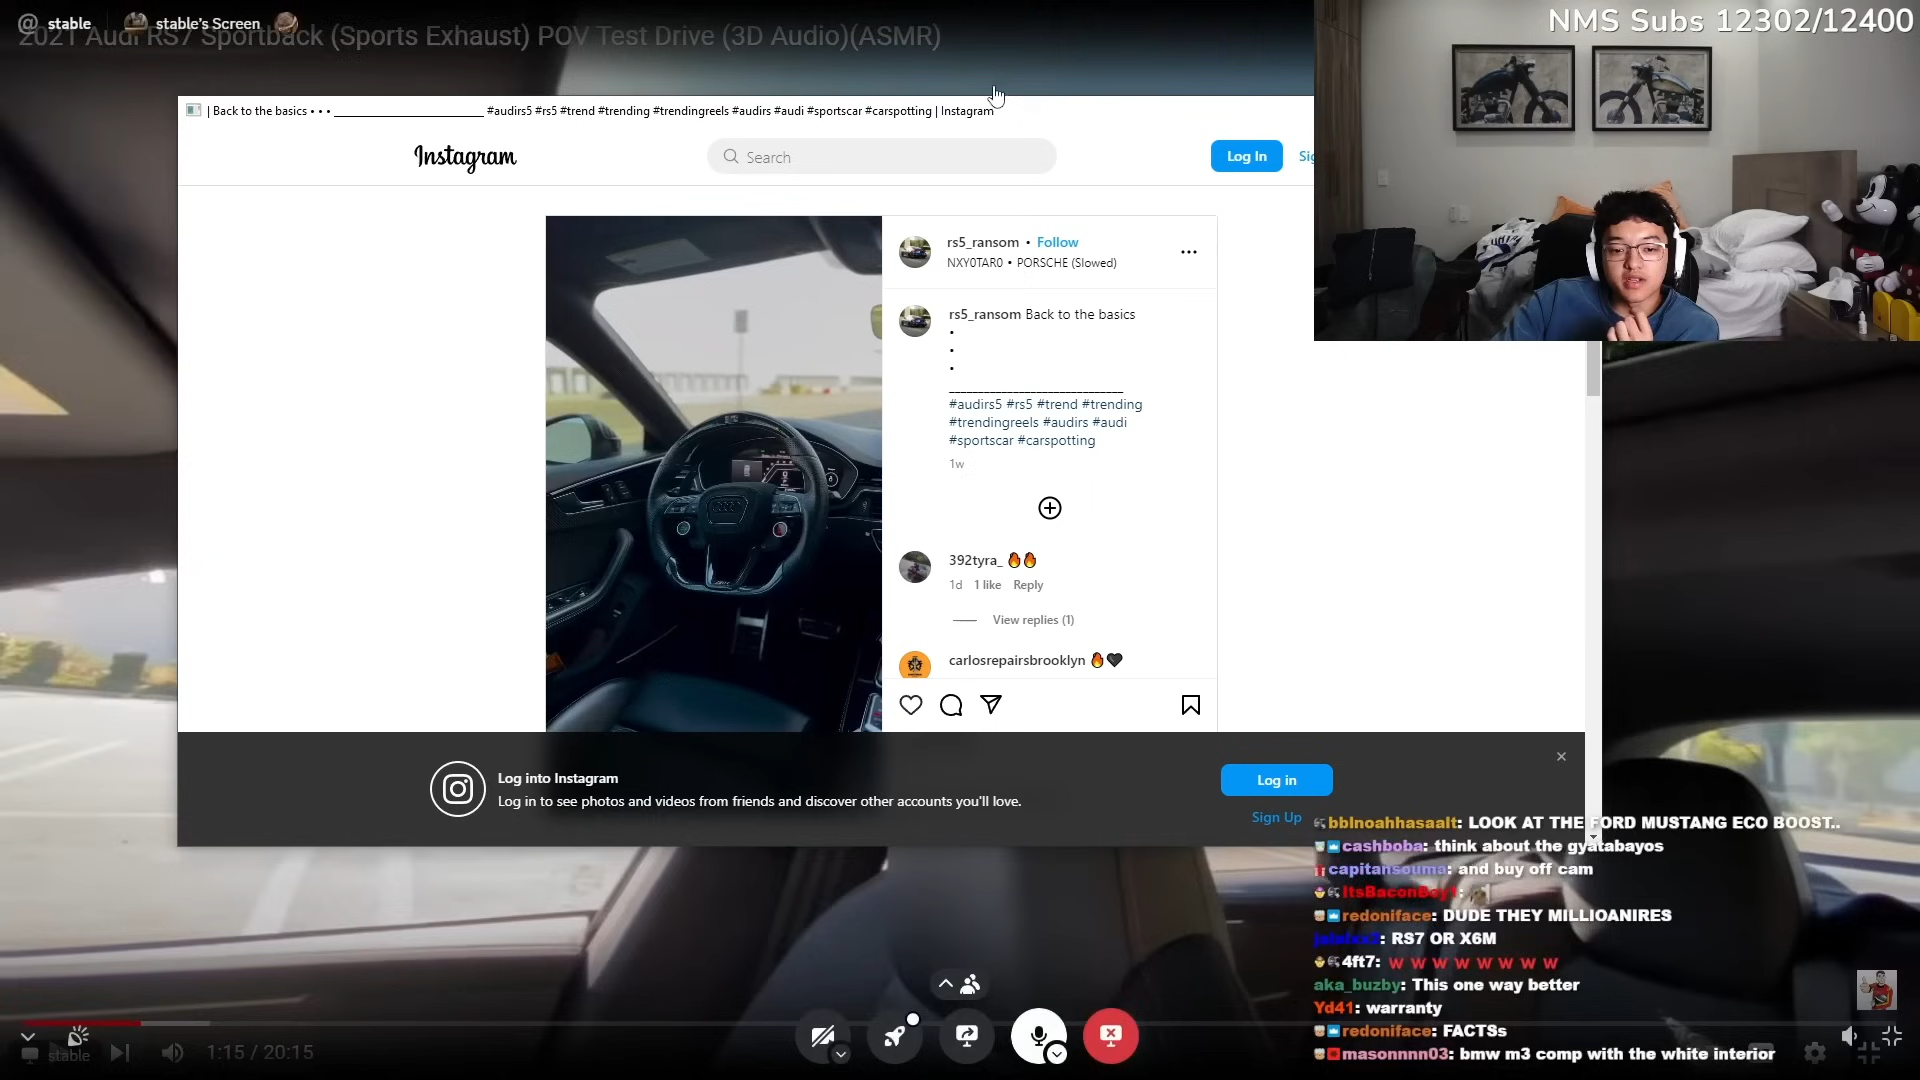 @ stable
stable's Screen
NMS Subs 12302/12400
2021 Audi RS7 Sportback (Sports Exhaust) POV Test Drive (3D Audio)(ASMR)
| Back to the basics • • • ___________________________ #audirs5 #rs5 #trend #trending #trendingreels #audirs #audi #sportscar #carspotting | Instagram
Instagram
Search
Log In
Sig
rs5_ransom • Follow
NXY0TAR0 • PORSCHE (Slowed)
rs5_ransom Back to the basics
•
•
•
_____________________________
#audirs5 #rs5 #trend #trending
#trendingreels #audirs #audi
#sportscar #carspotting
1w
392tyra_ 🔥🔥
1d 1 like Reply
View replies (1)
carlosrepairsbrooklyn 🔥🖤
Log into Instagram
Log in to see photos and videos from friends and discover other accounts you'll love.
Log in
Sign Up
bblnoahhasaalt: LOOK AT THE FORD MUSTANG ECO BOOST..
cashboba: think about the gyatabayos
capitansouma: and buy off cam
ItsBaconBoy1:
redoniface: DUDE THEY MILLIOANIRES
: RS7 OR X6M
4ft7: W W W W W W W W
aka_buzby: This one way better
Yd41: warranty
redoniface: FACTSs
masonnnn03: bmw m3 comp with the white interior
stable
1:15 / 20:15